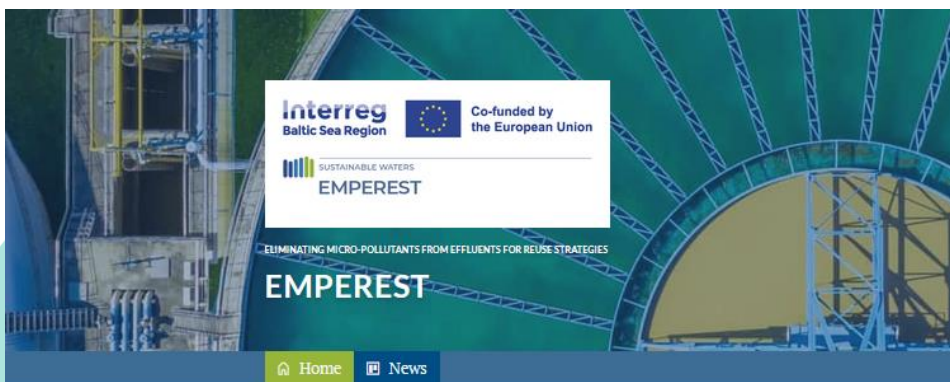 Interreg
Baltic Sea Region
Co-funded by
the European Union
SUSTAINABLE WATERS
EMPEREST
ELIMINATING MICRO-POLLUTANTS FROM EFFLUENTS FOR REUSE STRATEGIES
EMPEREST
Home
News